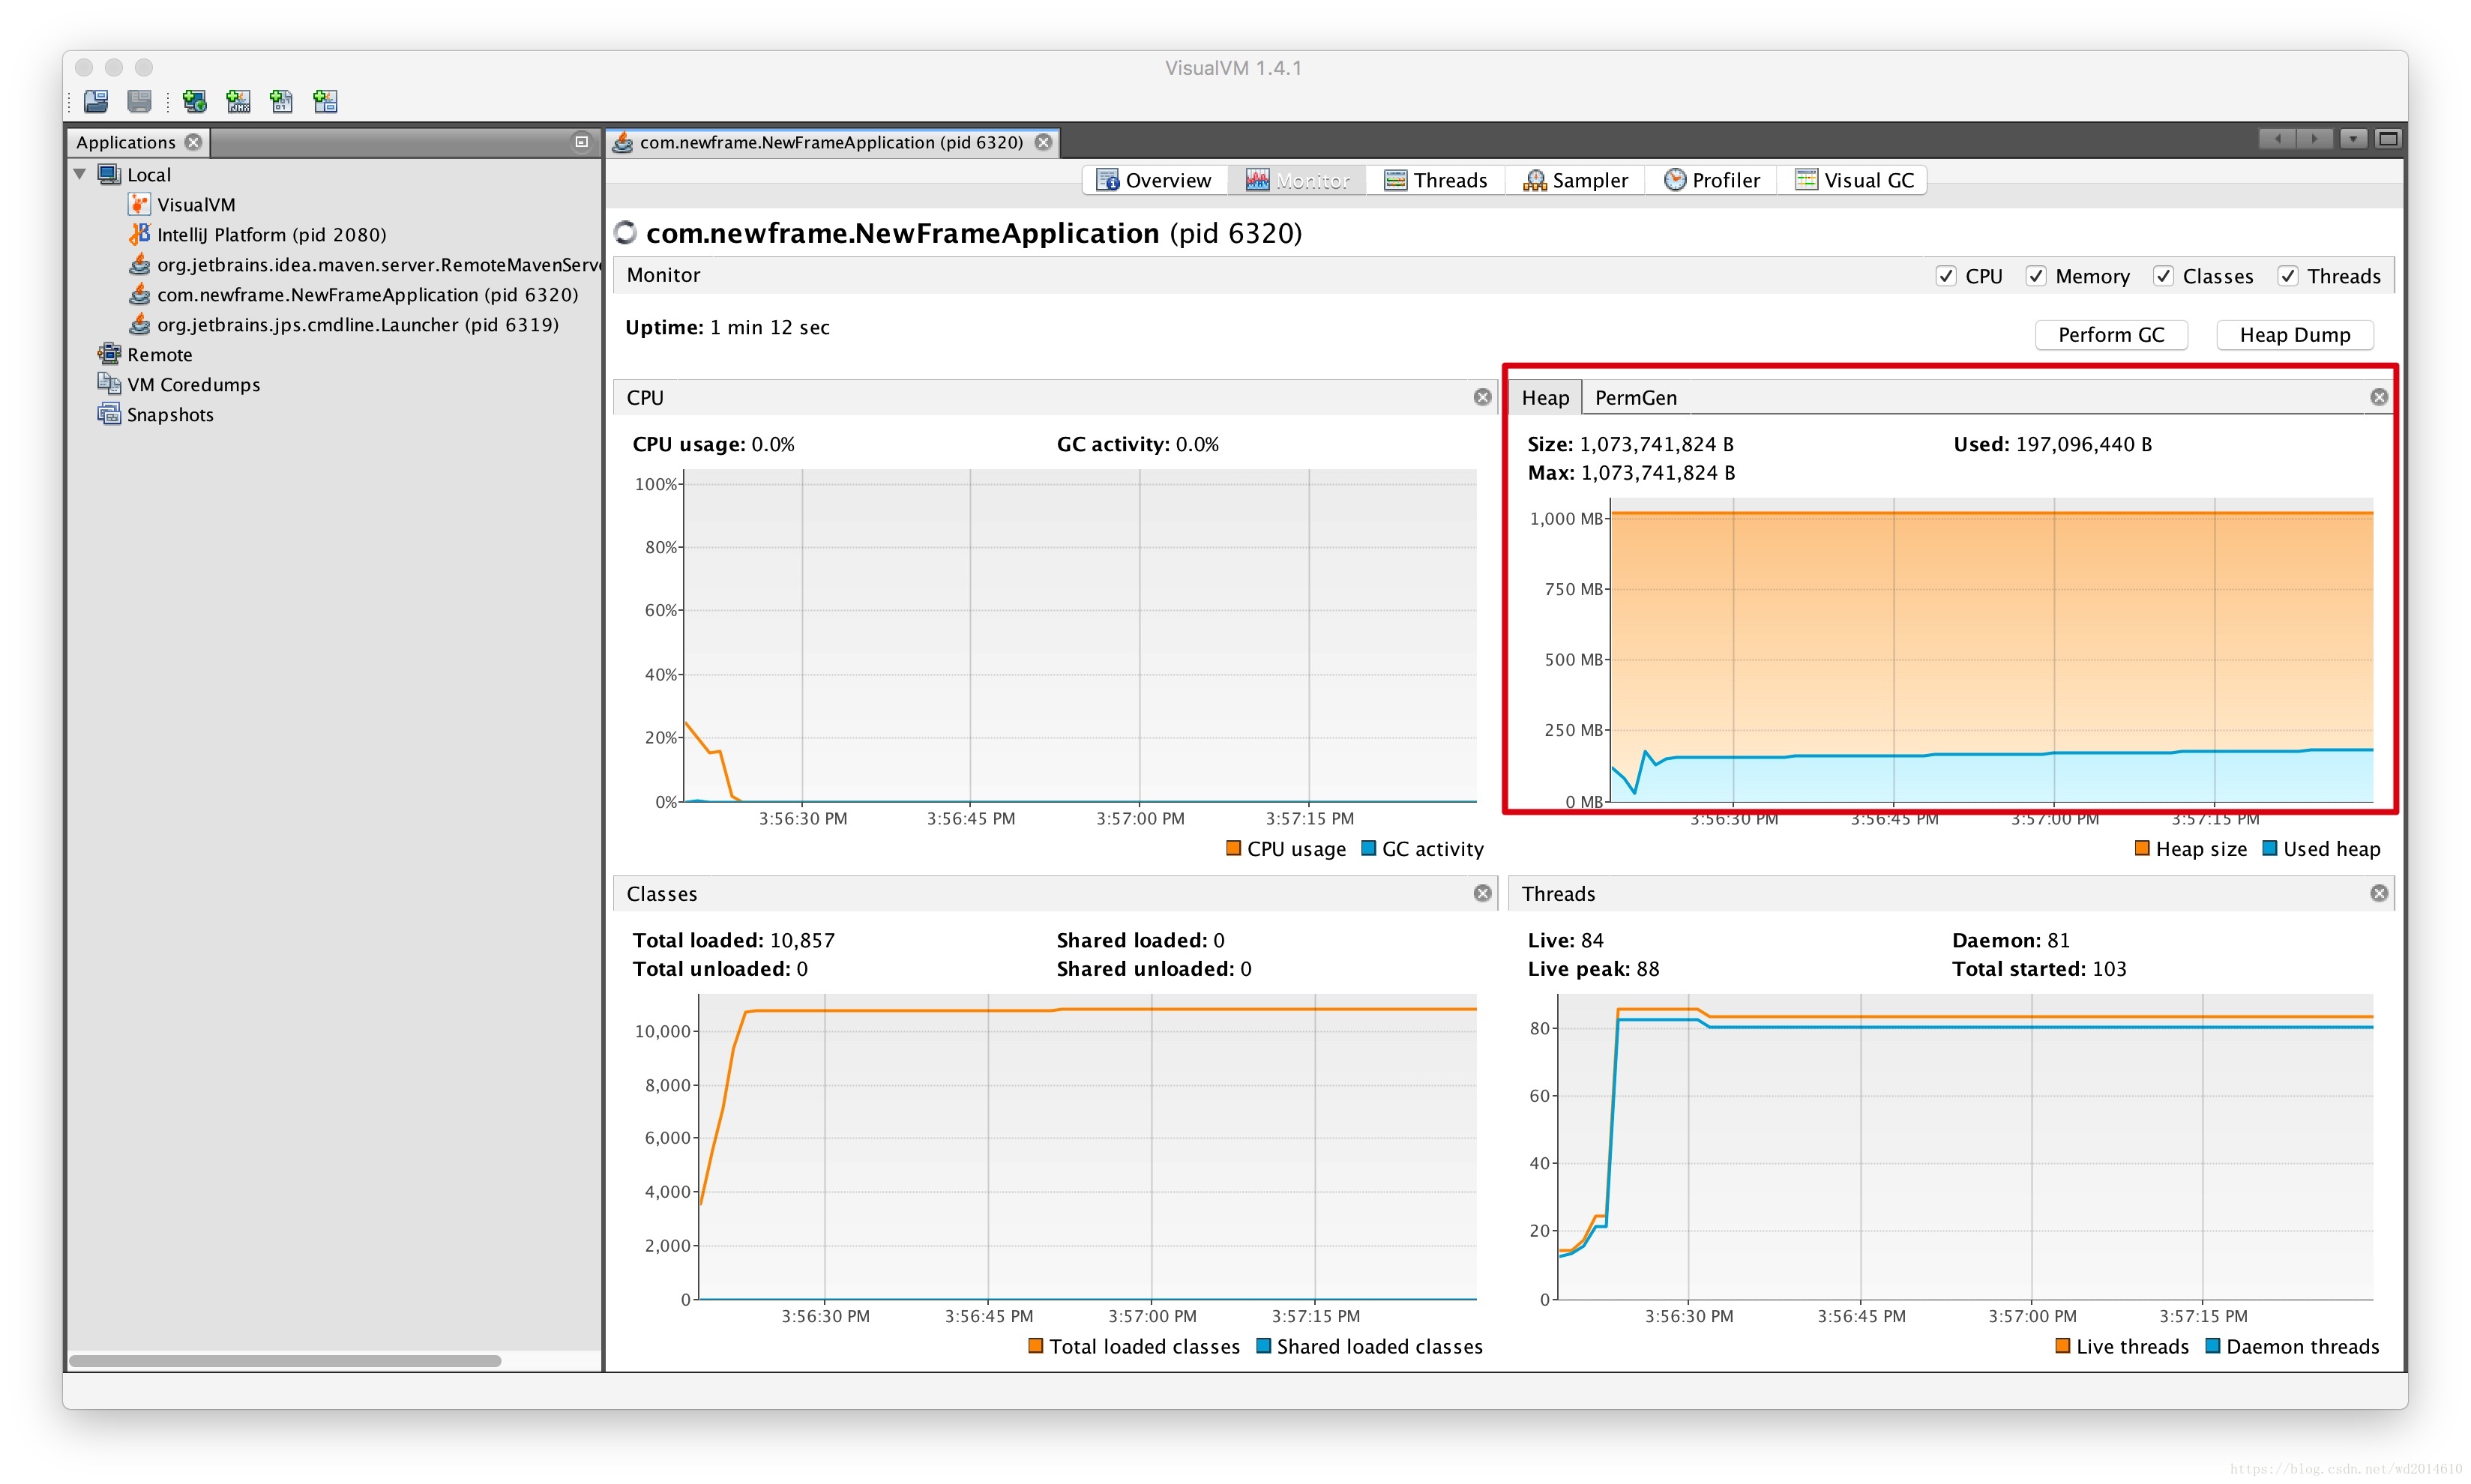 VisualVM 1.4.1
Applications
com.newframe.NewFrameApplication (pid 6320)
Local
VisualVM
IntelliJ Platform (pid 2080)
org.jetbrains.idea.maven.server.RemoteMavenServe
com.newframe.NewFrameApplication (pid 6320)
org.jetbrains.jps.cmdline.Launcher (pid 6319)
Remote
VM Coredumps
Snapshots
Overview Monitor Threads Sampler Profiler Visual GC
com.newframe.NewFrameApplication (pid 6320)
Monitor
CPU Memory Classes Threads
Uptime: 1 min 12 sec
Perform GC Heap Dump
CPU
CPU usage: 0.0% GC activity: 0.0%
100%
80%
60%
40%
20%
0%
3:56:30 PM 3:56:45 PM 3:57:00 PM 3:57:15 PM
CPU usage GC activity
Heap PermGen
Size: 1,073,741,824 B Used: 197,096,440 B
Max: 1,073,741,824 B
1,000 MB
750 MB
500 MB
250 MB
0 MB
3:56:30 PM 3:56:45 PM 3:57:00 PM 3:57:15 PM
Heap size Used heap
Classes
Total loaded: 10,857 Shared loaded: 0
Total unloaded: 0 Shared unloaded: 0
10,000
8,000
6,000
4,000
2,000
0
3:56:30 PM 3:56:45 PM 3:57:00 PM 3:57:15 PM
Total loaded classes Shared loaded classes
Threads
Live: 84 Daemon: 81
Live peak: 88 Total started: 103
80
60
40
20
0
3:56:30 PM 3:56:45 PM 3:57:00 PM 3:57:15 PM
Live threads Daemon threads
https://blog.csdn.net/wd2014610